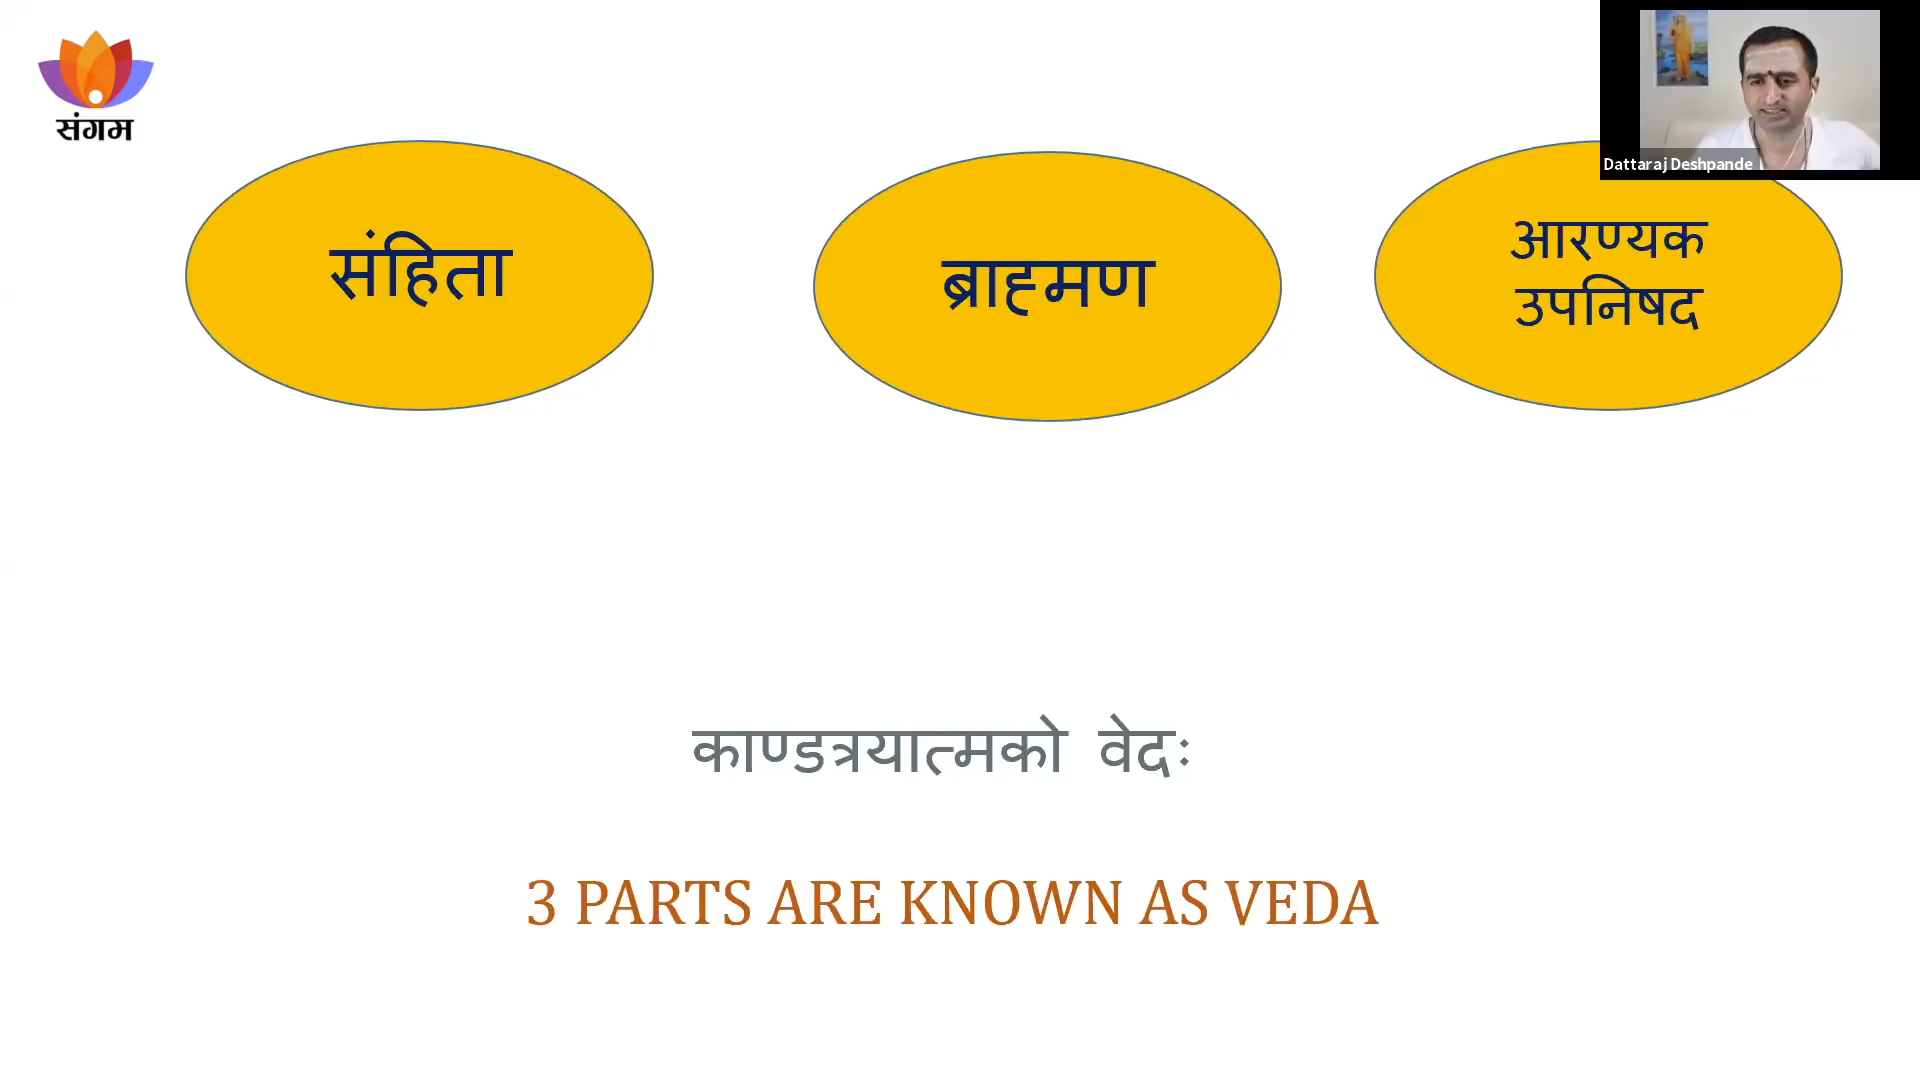 संगम
Dattaraj Deshpande
संहिता
ब्राह्मण
आरण्यक
उपनिषद
काण्डत्रयात्मको वेदः
3 PARTS ARE KNOWN AS VEDA